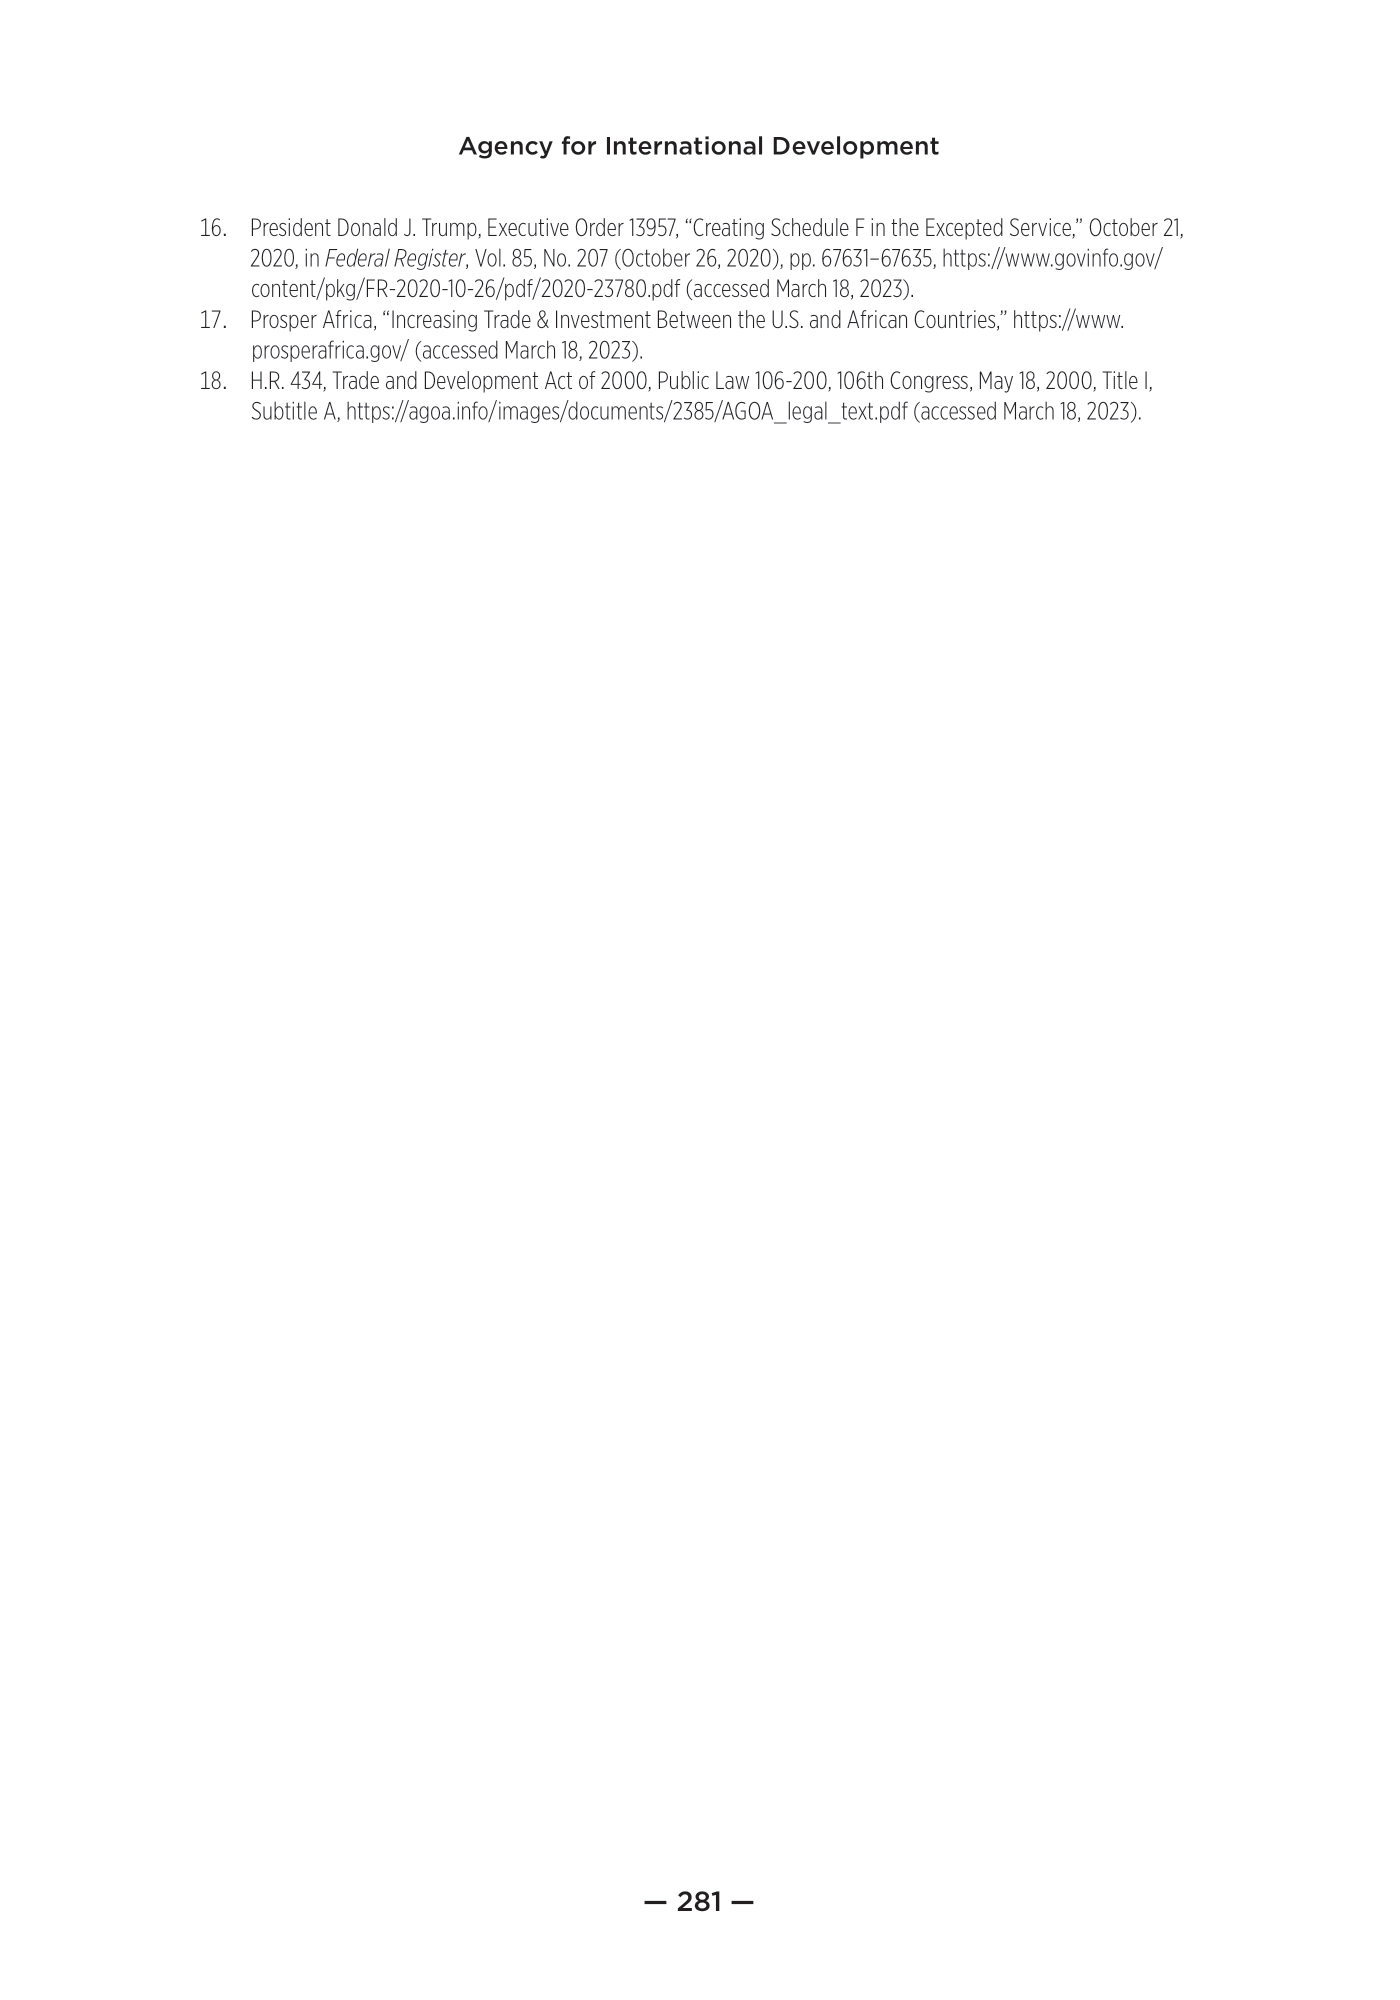 Agency for International Development
16. President Donald J. Trump, Executive Order 13957, “Creating Schedule F in the Excepted Service,” October 21,
2020, in Federal Register, Vol. 85, No. 207 (October 26, 2020), pp. 67631–67635, https://www.govinfo.gov/
content/pkg/FR-2020-10-26/pdf/2020-23780.pdf (accessed March 18, 2023).
17. Prosper Africa, “Increasing Trade & Investment Between the U.S. and African Countries,” https://www.
prosperafrica.gov/ (accessed March 18, 2023).
18. H.R. 434, Trade and Development Act of 2000, Public Law 106-200, 106th Congress, May 18, 2000, Title I,
Subtitle A, https://agoa.info/images/documents/2385/AGOA_legal_text.pdf (accessed March 18, 2023).
— 281 —